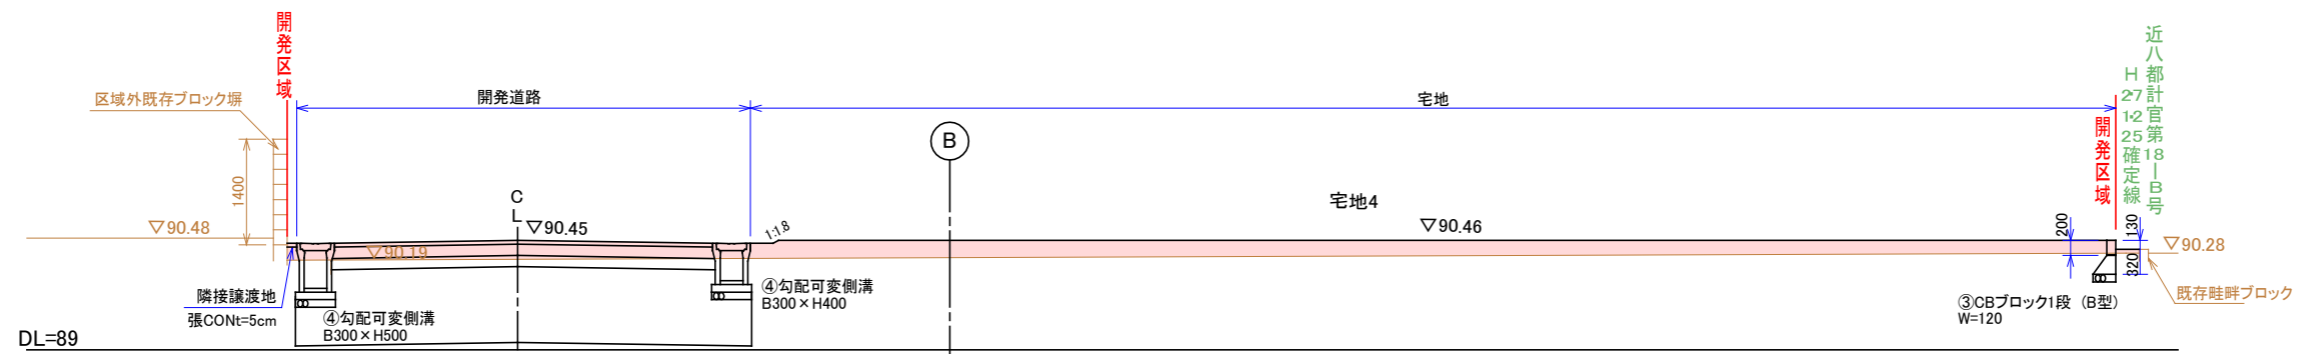 開発区域
区域外既存ブロック塀
開発道路
宅地
近八都計官第18ーB号
H27・1・225確定線
開発区域
B
1400
C
L
宅地4
▽90.48
▽90.45
1:1.8
▽90.46
200
130
▽90.28
▽90.19
320
隣接譲渡地
張CONt=5cm
④勾配可変側溝
B300×H500
④勾配可変側溝
B300×H400
③CBブロック1段 (B型)
W=120
既存畦畔ブロック
DL=89